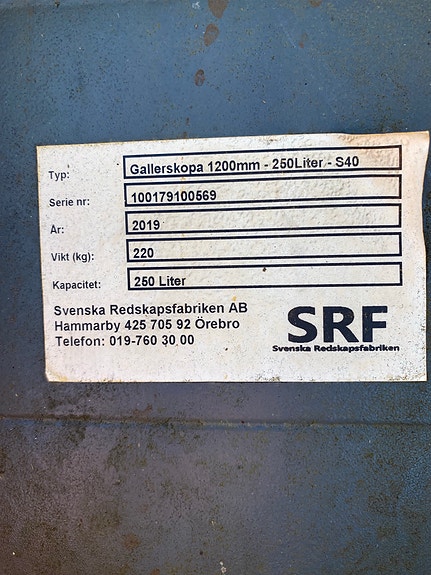 Typ: Gallerskopa 1200mm - 250Liter - S40
Serie nr: 100179100569
År: 2019
Vikt (kg): 220
Kapacitet: 250 Liter
Svenska Redskapsfabriken AB
Hammarby 425 705 92 Örebro
Telefon: 019-760 30 00
SRF
Svenska Redskapsfabriken